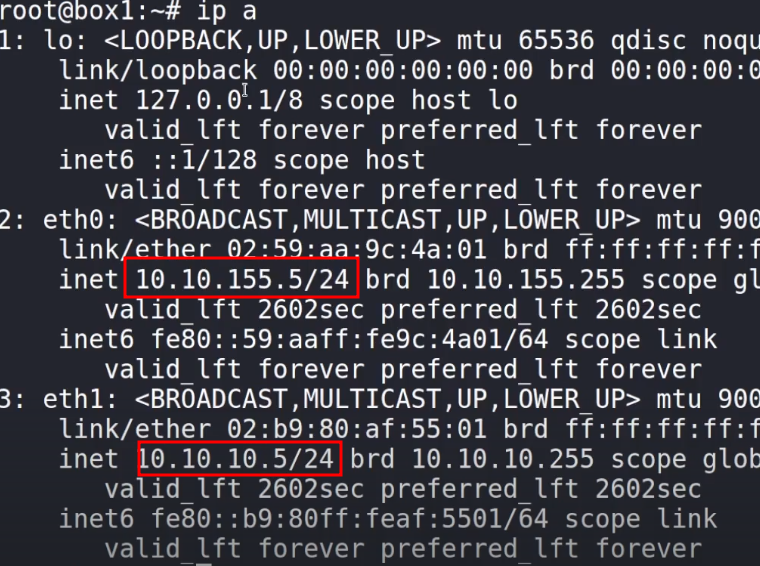 root@box1:~# ip a
1: lo: <LOOPBACK,UP,LOWER_UP> mtu 65536 qdisc noqu
link/loopback 00:00:00:00:00:00 brd 00:00:00:0
inet 127.0.0.1/8 scope host lo
valid_lft forever preferred_lft forever
inet6 ::1/128 scope host
valid_lft forever preferred_lft forever
2: eth0: <BROADCAST,MULTICAST,UP,LOWER_UP> mtu 900
link/ether 02:59:aa:9c:4a:01 brd ff:ff:ff:ff:f
inet 10.10.155.5/24 brd 10.10.155.255 scope gl
valid_lft 2602sec preferred_lft 2602sec
inet6 fe80::59:aaff:fe9c:4a01/64 scope link
valid_lft forever preferred_lft forever
3: eth1: <BROADCAST,MULTICAST,UP,LOWER_UP> mtu 900
link/ether 02:b9:80:af:55:01 brd ff:ff:ff:ff:f
inet 10.10.10.5/24 brd 10.10.10.255 scope glob
valid_lft 2602sec preferred_lft 2602sec
inet6 fe80::b9:80ff:feaf:5501/64 scope link
valid_lft forever preferred_lft forever